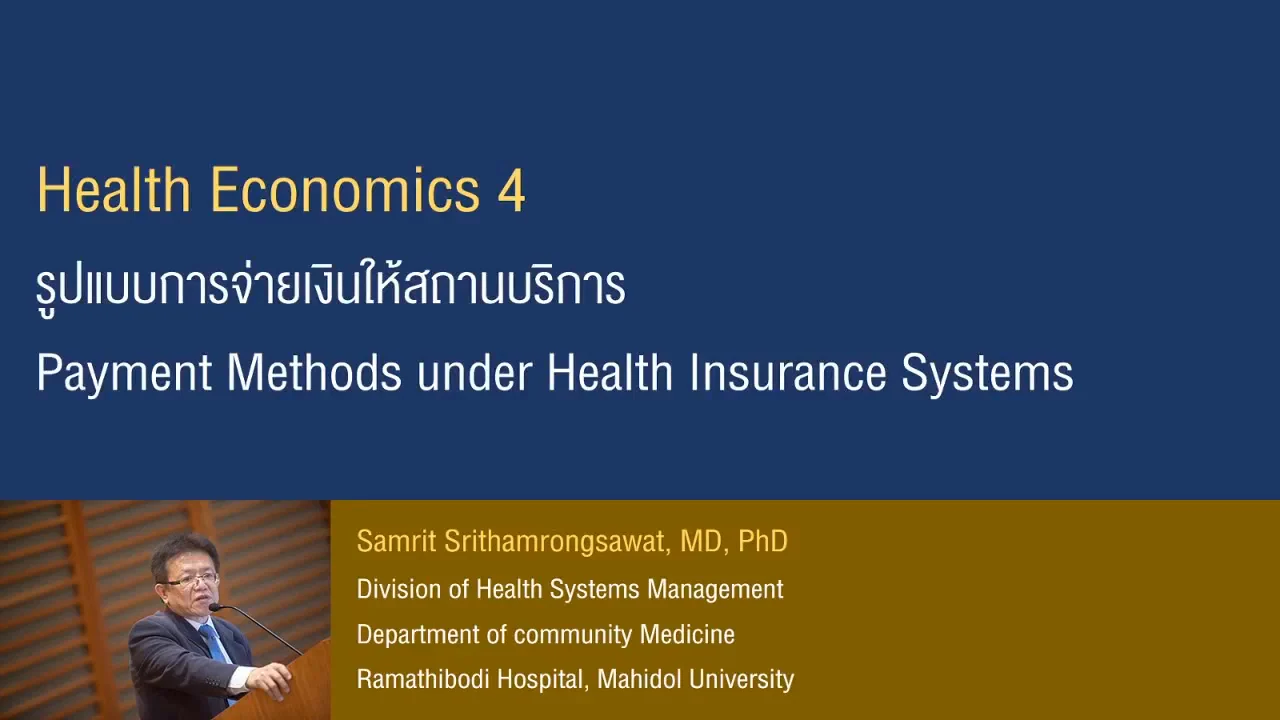 Health Economics 4
รูปแบบการจ่ายเงินให้สถานบริการ
Payment Methods under Health Insurance Systems
Samrit Srithamrongsawat, MD, PhD
Division of Health Systems Management
Department of community Medicine
Ramathibodi Hospital, Mahidol University